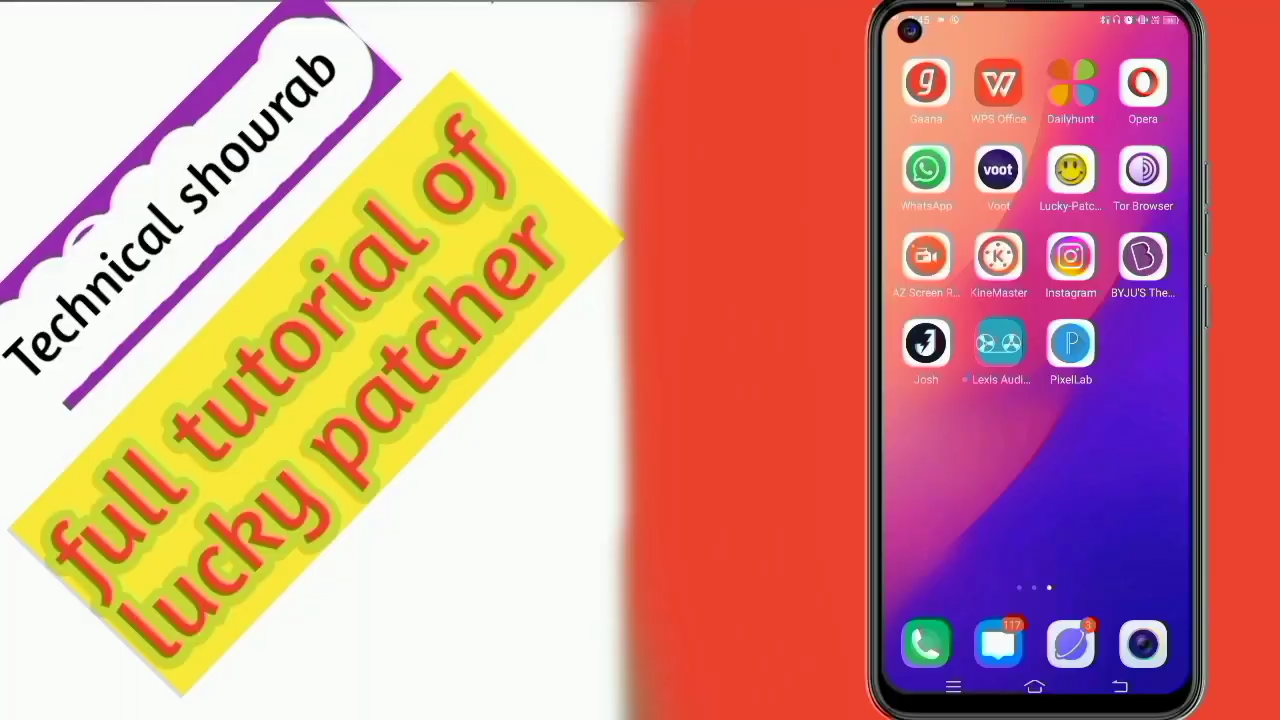 Technical showrab
full tutorial of
lucky patcher
Gaana
WPS Office
Dailyhunt
Opera
WhatsApp
voot
Voot
Lucky-Patc...
Tor Browser
AZ Screen R...
KineMaster
Instagram
BYJU'S The...
Josh
Lexis Audi...
PixelLab
117
3